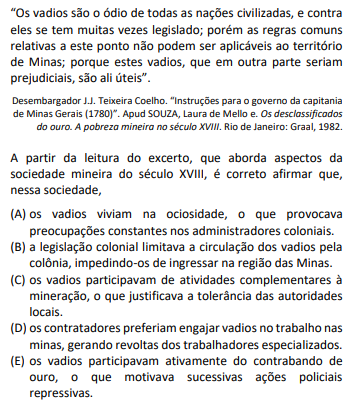 “Os vadios são o ódio de todas as nações civilizadas, e contra
eles se tem muitas vezes legislado; porém as regras comuns
relativas a este ponto não podem ser aplicáveis ao território
de Minas; porque estes vadios, que em outra parte seriam
prejudiciais, são ali úteis”.
Desembargador J.J. Teixeira Coelho. “Instruções para o governo da capitania
de Minas Gerais (1780)”. Apud SOUZA, Laura de Mello e. Os desclassificados
do ouro. A pobreza mineira no século XVIII. Rio de Janeiro: Graal, 1982.
A partir da leitura do excerto, que aborda aspectos da
sociedade mineira do século XVIII, é correto afirmar que,
nessa sociedade,
(A) os vadios viviam na ociosidade, o que provocava
preocupações constantes nos administradores coloniais.
(B) a legislação colonial limitava a circulação dos vadios pela
colônia, impedindo-os de ingressar na região das Minas.
(C) os vadios participavam de atividades complementares à
mineração, o que justificava a tolerância das autoridades
locais.
(D) os contratadores preferiam engajar vadios no trabalho nas
minas, gerando revoltas dos trabalhadores especializados.
(E) os vadios participavam ativamente do contrabando de
ouro, o que motivava sucessivas ações policiais
repressivas.